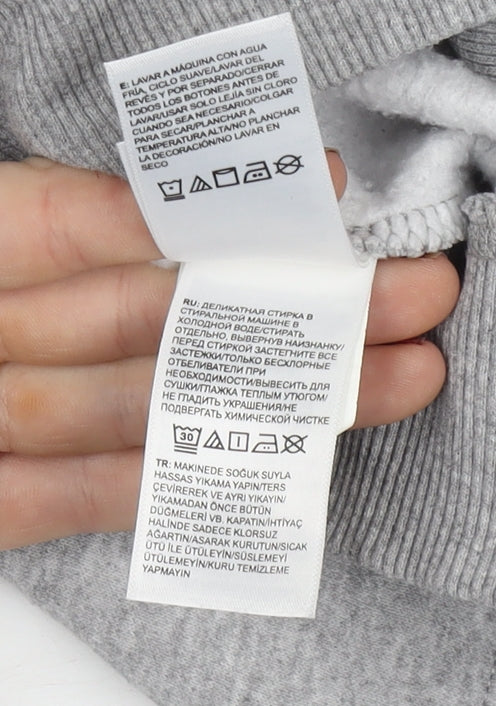 E: LAVAR A MÁQUINA CON AGUA
FRÍA, CICLO SUAVE/LAVAR DEL
REVÉS Y POR SEPARADO/CERRAR
TODOS LOS BOTONES ANTES DE
LAVAR/USAR SOLO LEJÍA SIN CLORO
CUANDO SEA NECESARIO/COLGAR
PARA SECAR/PLANCHAR A
TEMPERATURA ALTA/NO PLANCHAR
LA DECORACIÓN/NO LAVAR EN
SECO
RU: ДЕЛИКАТНАЯ СТИРКА В
СТИРАЛЬНОЙ МАШИНЕ В
ХОЛОДНОЙ ВОДЕ/СТИРАТЬ
ОТДЕЛЬНО, ВЫВЕРНУВ НАИЗНАНКУ/
ПЕРЕД СТИРКОЙ ЗАСТЕГНИТЕ ВСЕ
ЗАСТЕЖКИ/ТОЛЬКО БЕСХЛОРНЫЕ
ОТБЕЛИВАТЕЛИ ПРИ
НЕОБХОДИМОСТИ/ВЫВЕСИТЬ ДЛЯ
СУШКИ/ГЛАЖКА ТЕПЛЫМ УТЮГОМ/
НЕ ГЛАДИТЬ УКРАШЕНИЯ/НЕ
ПОДВЕРГАТЬ ХИМИЧЕСКОЙ ЧИСТКЕ
30
TR: MAKINEDE SOĞUK SUYLA
HASSAS YIKAMA YAPIN/TERS
ÇEVİREREK VE AYRI YIKAYIN/
YIKAMADAN ÖNCE BÜTÜN
DÜĞMELERİ VB. KAPATIN/İHTİYAÇ
HALİNDE SADECE KLORSUZ
AĞARTIN/ASARAK KURUTUN/SICAK
ÜTÜ İLE ÜTÜLEYİN/SÜSLEMEYİ
ÜTÜLEMEYİN/KURU TEMİZLEME
YAPMAYIN